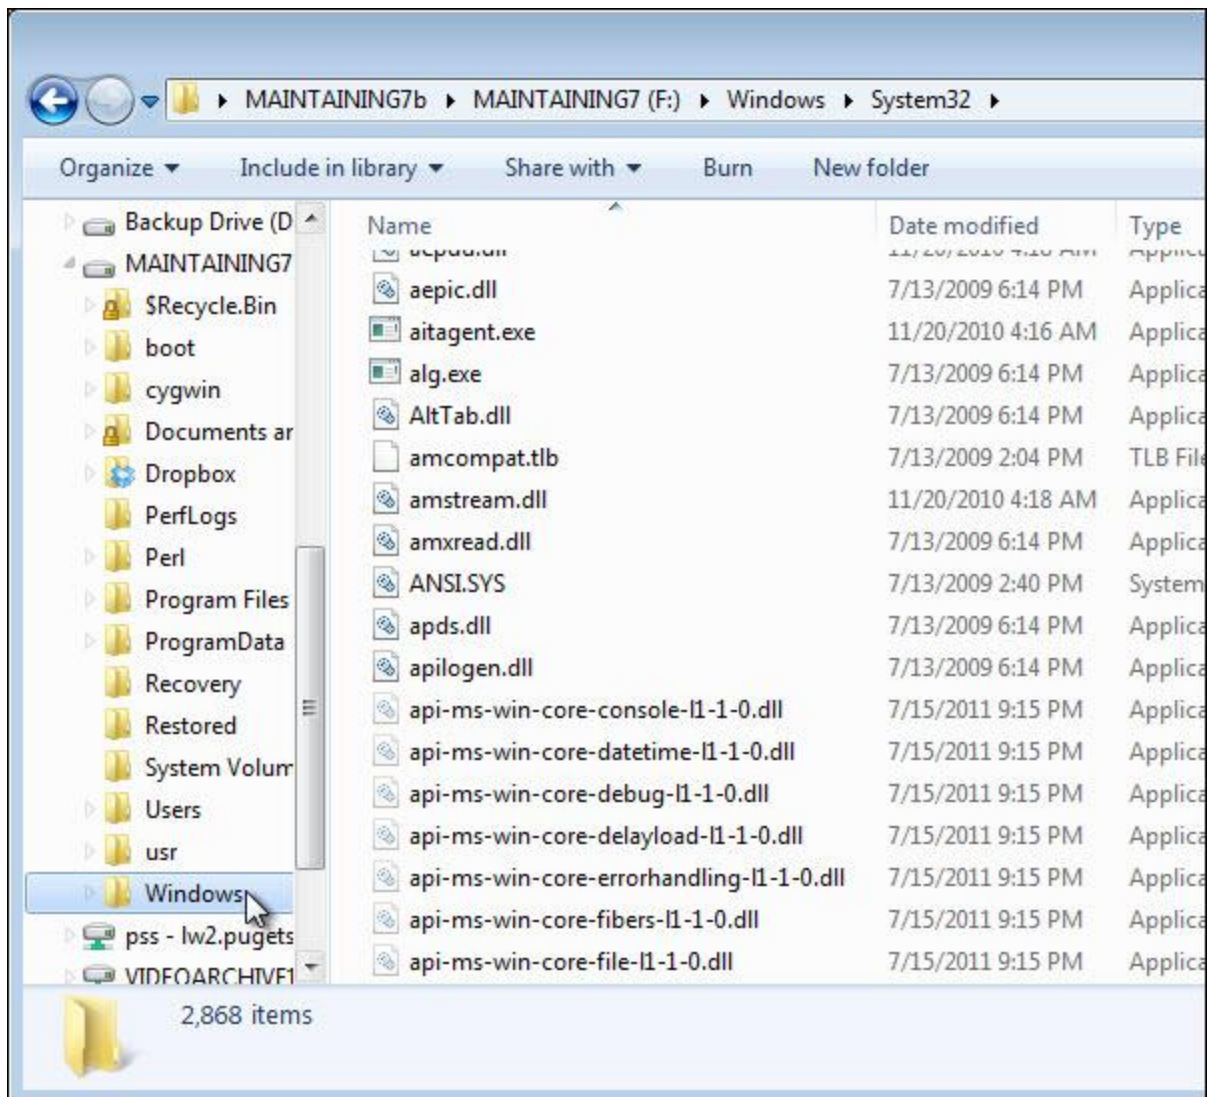 MAINTAINING7b ▸ MAINTAINING7 (F:) ▸ Windows ▸ System32 ▸
Organize Include in library Share with Burn New folder
Backup Drive (D
MAINTAINING7
$Recycle.Bin
boot
cygwin
Documents ar
Dropbox
PerfLogs
Perl
Program Files
ProgramData
Recovery
Restored
System Volum
Users
usr
Windows
pss - lw2.pugets
VIDEOARCHIVE1
Name Date modified Type
acpdd.dll 11/20/2010 4:18 AM Applica
aepic.dll 7/13/2009 6:14 PM Applica
aitagent.exe 11/20/2010 4:16 AM Applica
alg.exe 7/13/2009 6:14 PM Applica
AltTab.dll 7/13/2009 6:14 PM Applica
amcompat.tlb 7/13/2009 2:04 PM TLB File
amstream.dll 11/20/2010 4:18 AM Applica
amxread.dll 7/13/2009 6:14 PM Applica
ANSI.SYS 7/13/2009 2:40 PM System
apds.dll 7/13/2009 6:14 PM Applica
apilogen.dll 7/13/2009 6:14 PM Applica
api-ms-win-core-console-l1-1-0.dll 7/15/2011 9:15 PM Applica
api-ms-win-core-datetime-l1-1-0.dll 7/15/2011 9:15 PM Applica
api-ms-win-core-debug-l1-1-0.dll 7/15/2011 9:15 PM Applica
api-ms-win-core-delayload-l1-1-0.dll 7/15/2011 9:15 PM Applica
api-ms-win-core-errorhandling-l1-1-0.dll 7/15/2011 9:15 PM Applica
api-ms-win-core-fibers-l1-1-0.dll 7/15/2011 9:15 PM Applica
api-ms-win-core-file-l1-1-0.dll 7/15/2011 9:15 PM Applica
2,868 items